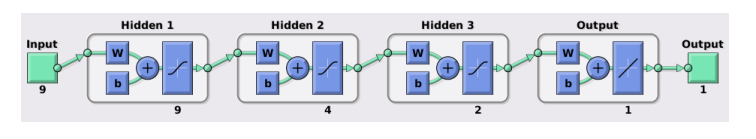 Hidden 1 Hidden 2 Hidden 3 Output
Input Output
W W W W
+ + + +
b b b b
9 1
9 4 2 1